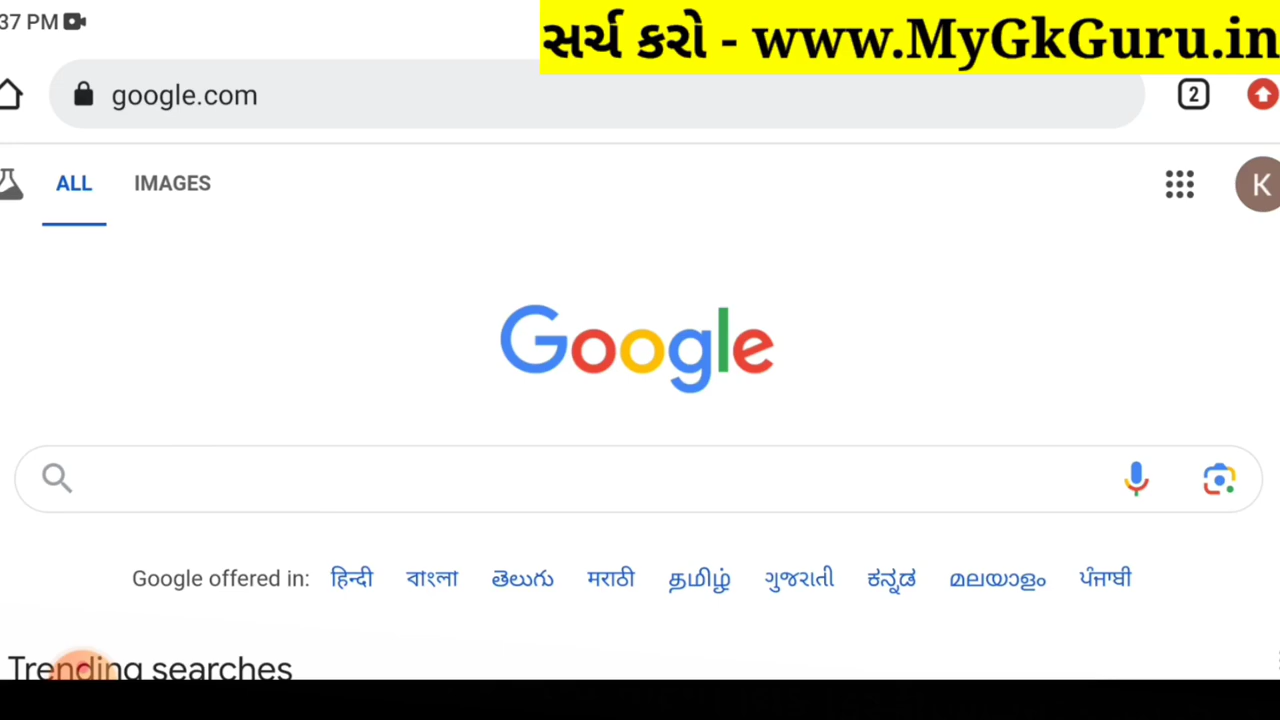 37 PM
સર્ચ કરો - www.MyGkGuru.in
google.com
2
ALL IMAGES
K
Google
Google offered in: हिन्दी বাংলা తెలుగు मराठी தமிழ் ગુજરાતી ಕನ್ನಡ മലയാളം ਪੰਜਾਬੀ
Trending searches